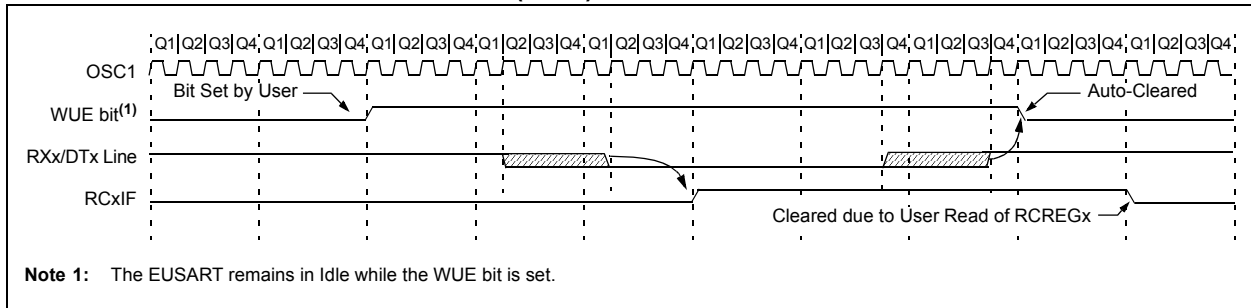 Q1 Q2 Q3 Q4 Q1 Q2 Q3 Q4 Q1 Q2 Q3 Q4 Q1 Q2 Q3 Q4 Q1 Q2 Q3 Q4 Q1 Q2 Q3 Q4 Q1 Q2 Q3 Q4 Q1 Q2 Q3 Q4 Q1 Q2 Q3 Q4 Q1 Q2 Q3 Q4
OSC1
Bit Set by User
Auto-Cleared
WUE bit(1)
RXx/DTx Line
RCxIF
Cleared due to User Read of RCREGx
Note 1: The EUSART remains in Idle while the WUE bit is set.